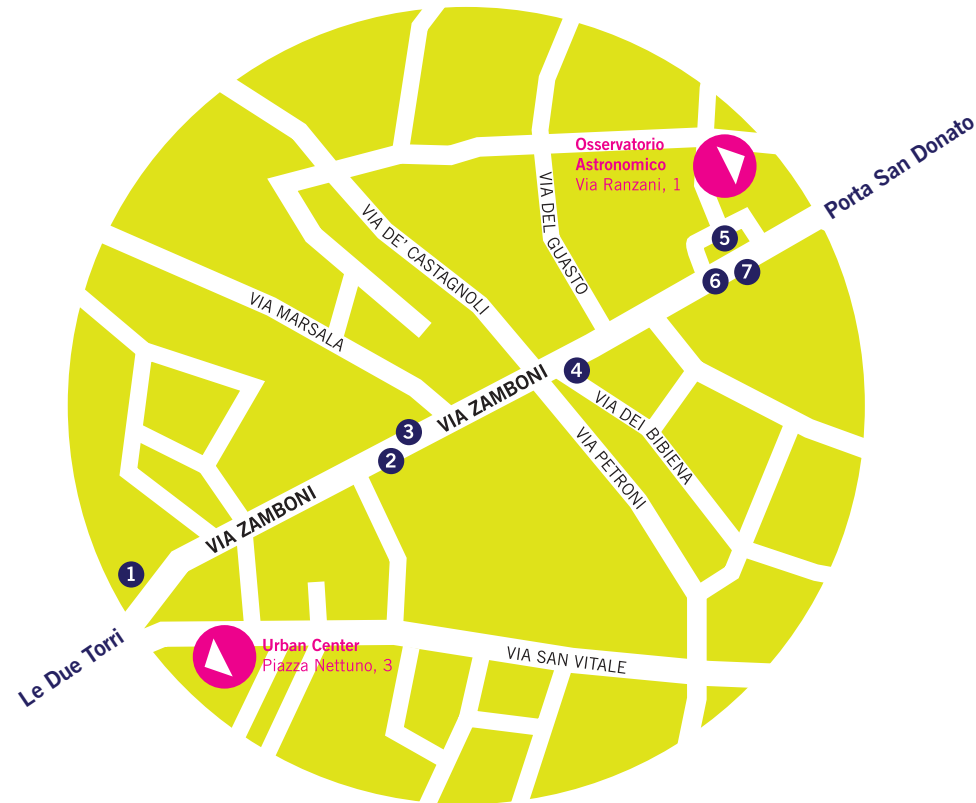 Osservatorio
Astronomico
Via Ranzani, 1
Porta San Donato
VIA DEL GUASTO
VIA DE' CASTAGNOLI
5
6
7
VIA MARSALA
VIA ZAMBONI
4
3
2
VIA DEI BIBIENA
VIA PETRONI
VIA ZAMBONI
1
Le Due Torri
Urban Center
Piazza Nettuno, 3
VIA SAN VITALE